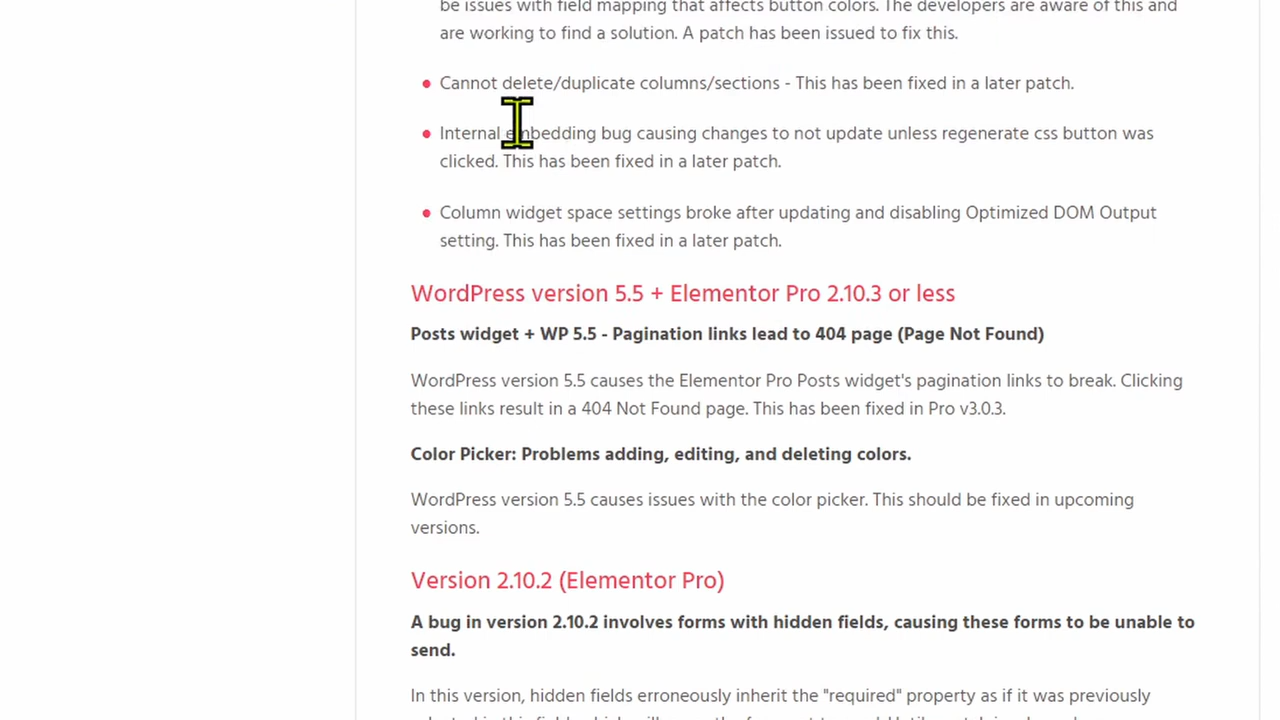 be issues with field mapping that affects button colors. The developers are aware of this and
are working to find a solution. A patch has been issued to fix this.
Cannot delete/duplicate columns/sections - This has been fixed in a later patch.
Internal embedding bug causing changes to not update unless regenerate css button was
clicked. This has been fixed in a later patch.
Column widget space settings broke after updating and disabling Optimized DOM Output
setting. This has been fixed in a later patch.
WordPress version 5.5 + Elementor Pro 2.10.3 or less
Posts widget + WP 5.5 - Pagination links lead to 404 page (Page Not Found)
WordPress version 5.5 causes the Elementor Pro Posts widget's pagination links to break. Clicking
these links result in a 404 Not Found page. This has been fixed in Pro v3.0.3.
Color Picker: Problems adding, editing, and deleting colors.
WordPress version 5.5 causes issues with the color picker. This should be fixed in upcoming
versions.
Version 2.10.2 (Elementor Pro)
A bug in version 2.10.2 involves forms with hidden fields, causing these forms to be unable to
send.
In this version, hidden fields erroneously inherit the "required" property as if it was previously